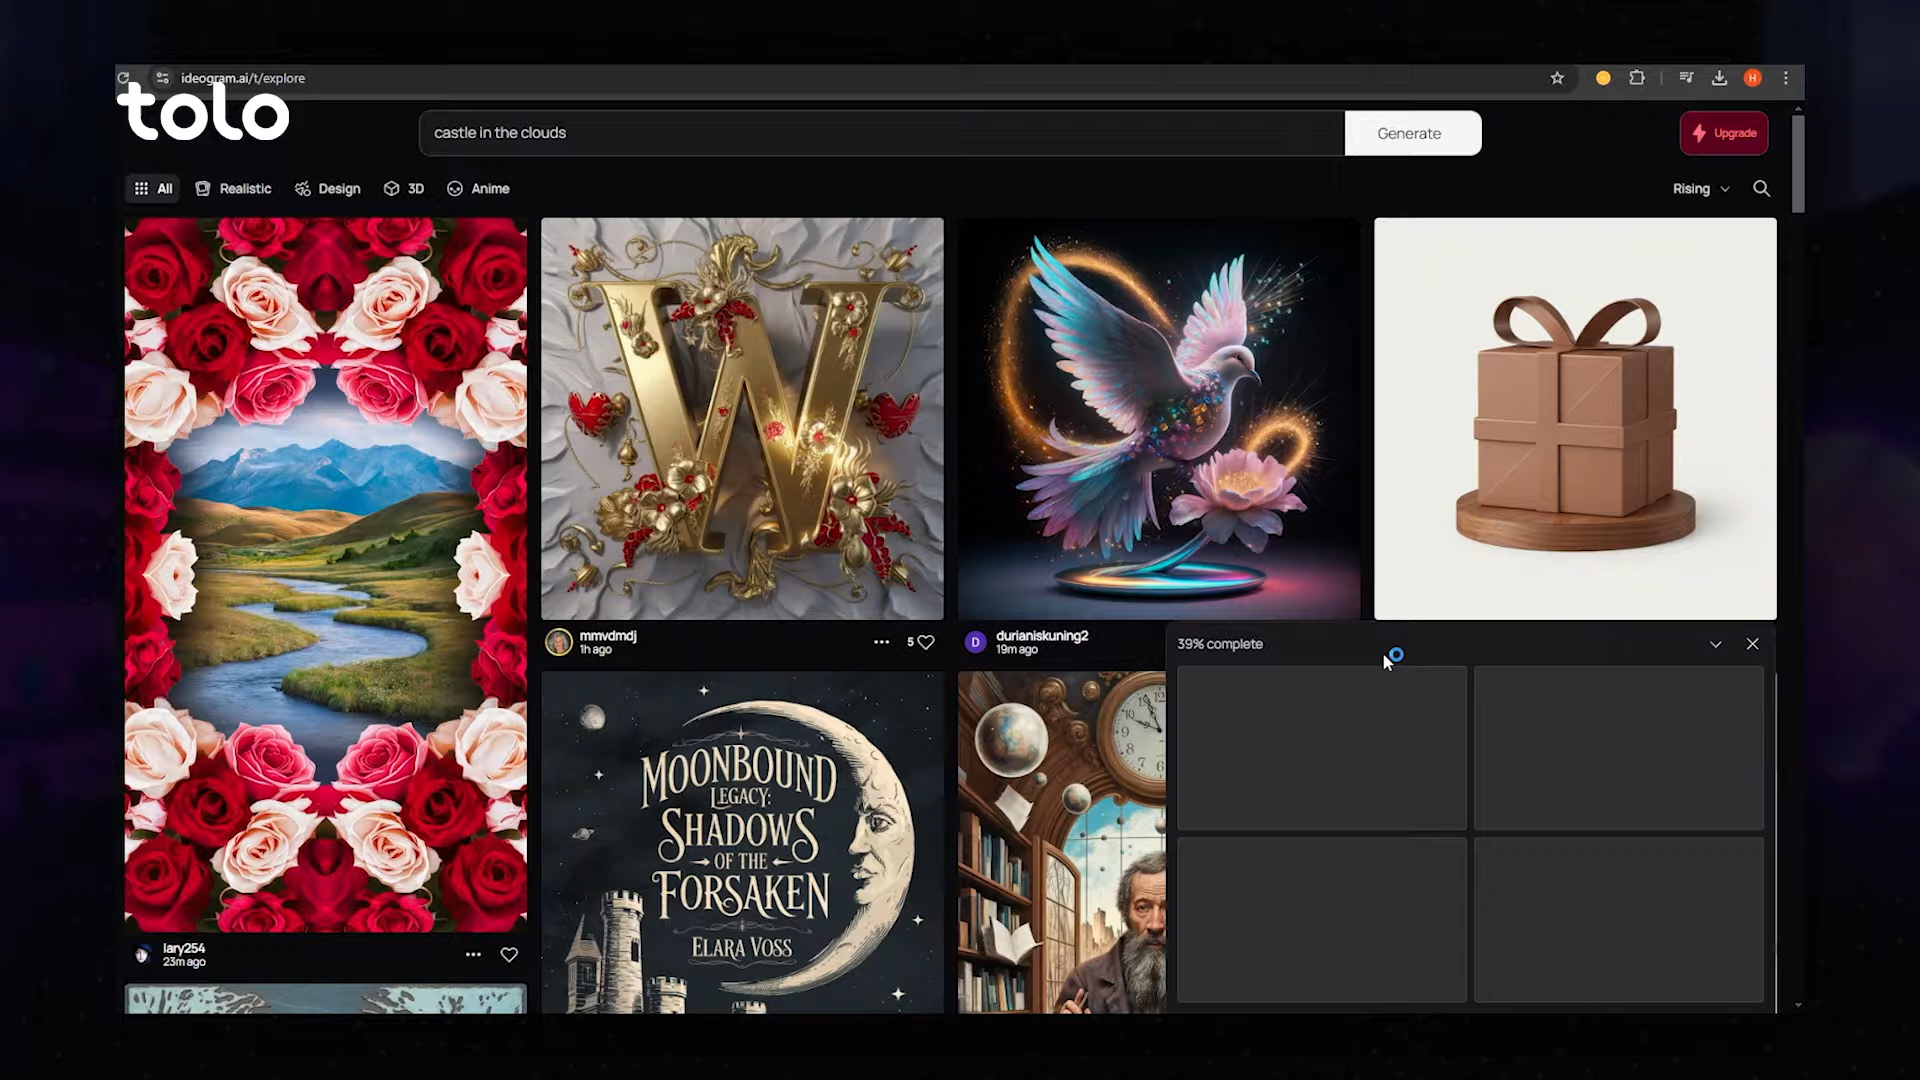 ideogram.ai/t/explore
H
tolo
castle in the clouds
Generate
Upgrade
All
Realistic
Design
3D
Anime
Rising
W
mmvdmdj
1h ago
5
D
durianiskuning2
19m ago
39% complete
MOONBOUND
LEGACY:
SHADOWS
OF THE
FORSAKEN
ELARA VOSS
lary254
23m ago